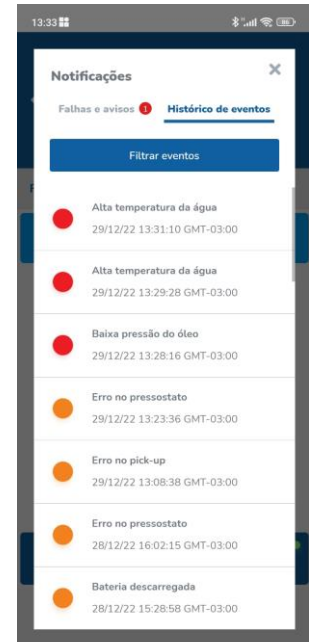 13:33
Notificações
Falhas e avisos 1 Histórico de eventos
Filtrar eventos
Alta temperatura da água
29/12/22 13:31:10 GMT-03:00
Alta temperatura da água
29/12/22 13:29:28 GMT-03:00
Baixa pressão do óleo
29/12/22 13:28:16 GMT-03:00
Erro no pressostato
29/12/22 13:23:36 GMT-03:00
Erro no pick-up
29/12/22 13:08:38 GMT-03:00
Erro no pressostato
28/12/22 16:02:15 GMT-03:00
Bateria descarregada
28/12/22 15:28:58 GMT-03:00